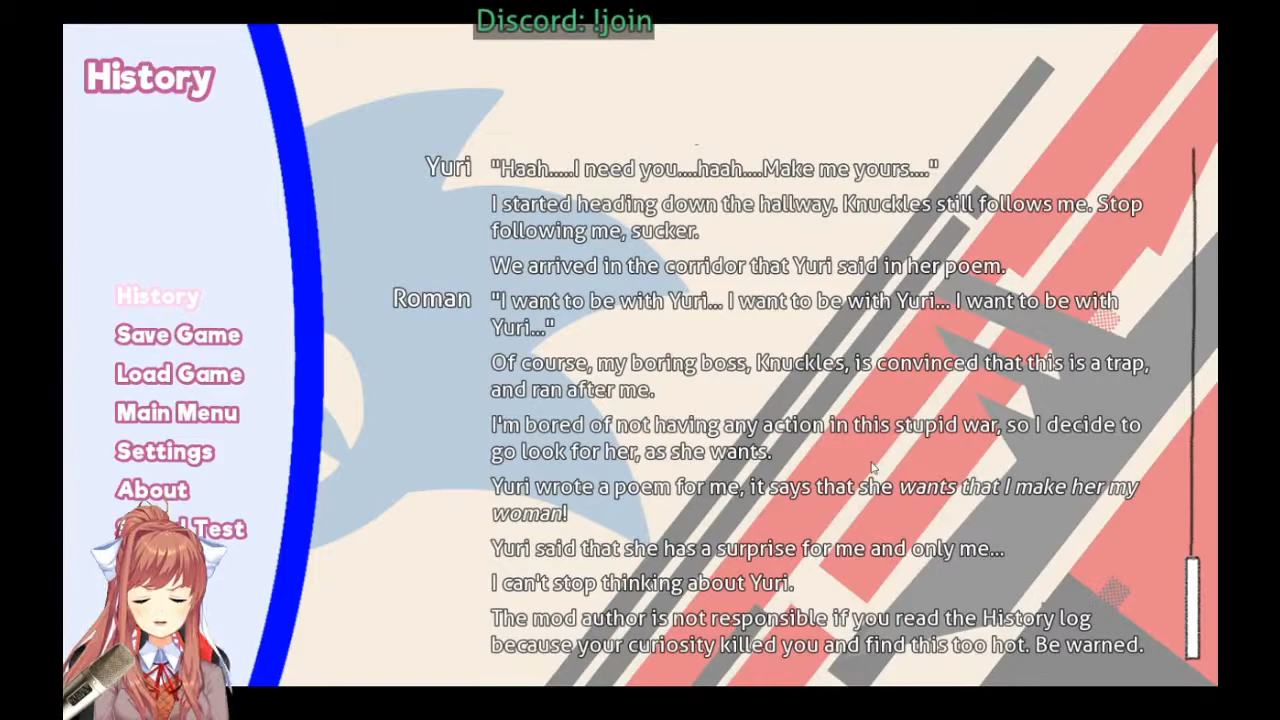 Discord: !join
History
Yuri "Haah.....I need you....haah....Make me yours...."
I started heading down the hallway. Knuckles still follows me. Stop
following me, sucker.
We arrived in the corridor that Yuri said in her poem.
Roman "I want to be with Yuri... I want to be with Yuri... I want to be with
Yuri..."
Of course, my boring boss, Knuckles, is convinced that this is a trap,
and ran after me.
I'm bored of not having any action in this stupid war, so I decide to
go look for her, as she wants.
Yuri wrote a poem for me, it says that she wants that I make her my
woman!
Yuri said that she has a surprise for me and only me...
I can't stop thinking about Yuri.
The mod author is not responsible if you read the History log
because your curiosity killed you and find this too hot. Be warned.
History
Save Game
Load Game
Main Menu
Settings
About
Test